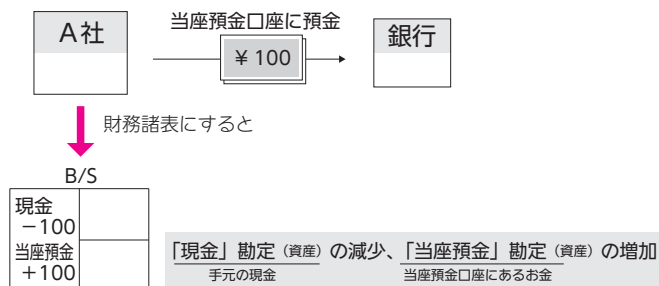 当座預金口座に預金
A社
¥100
銀行
財務諸表にすると
B/S
現金
－100
当座預金
＋100
「現金」勘定（資産）の減少、「当座預金」勘定（資産）の増加
手元の現金
当座預金口座にあるお金